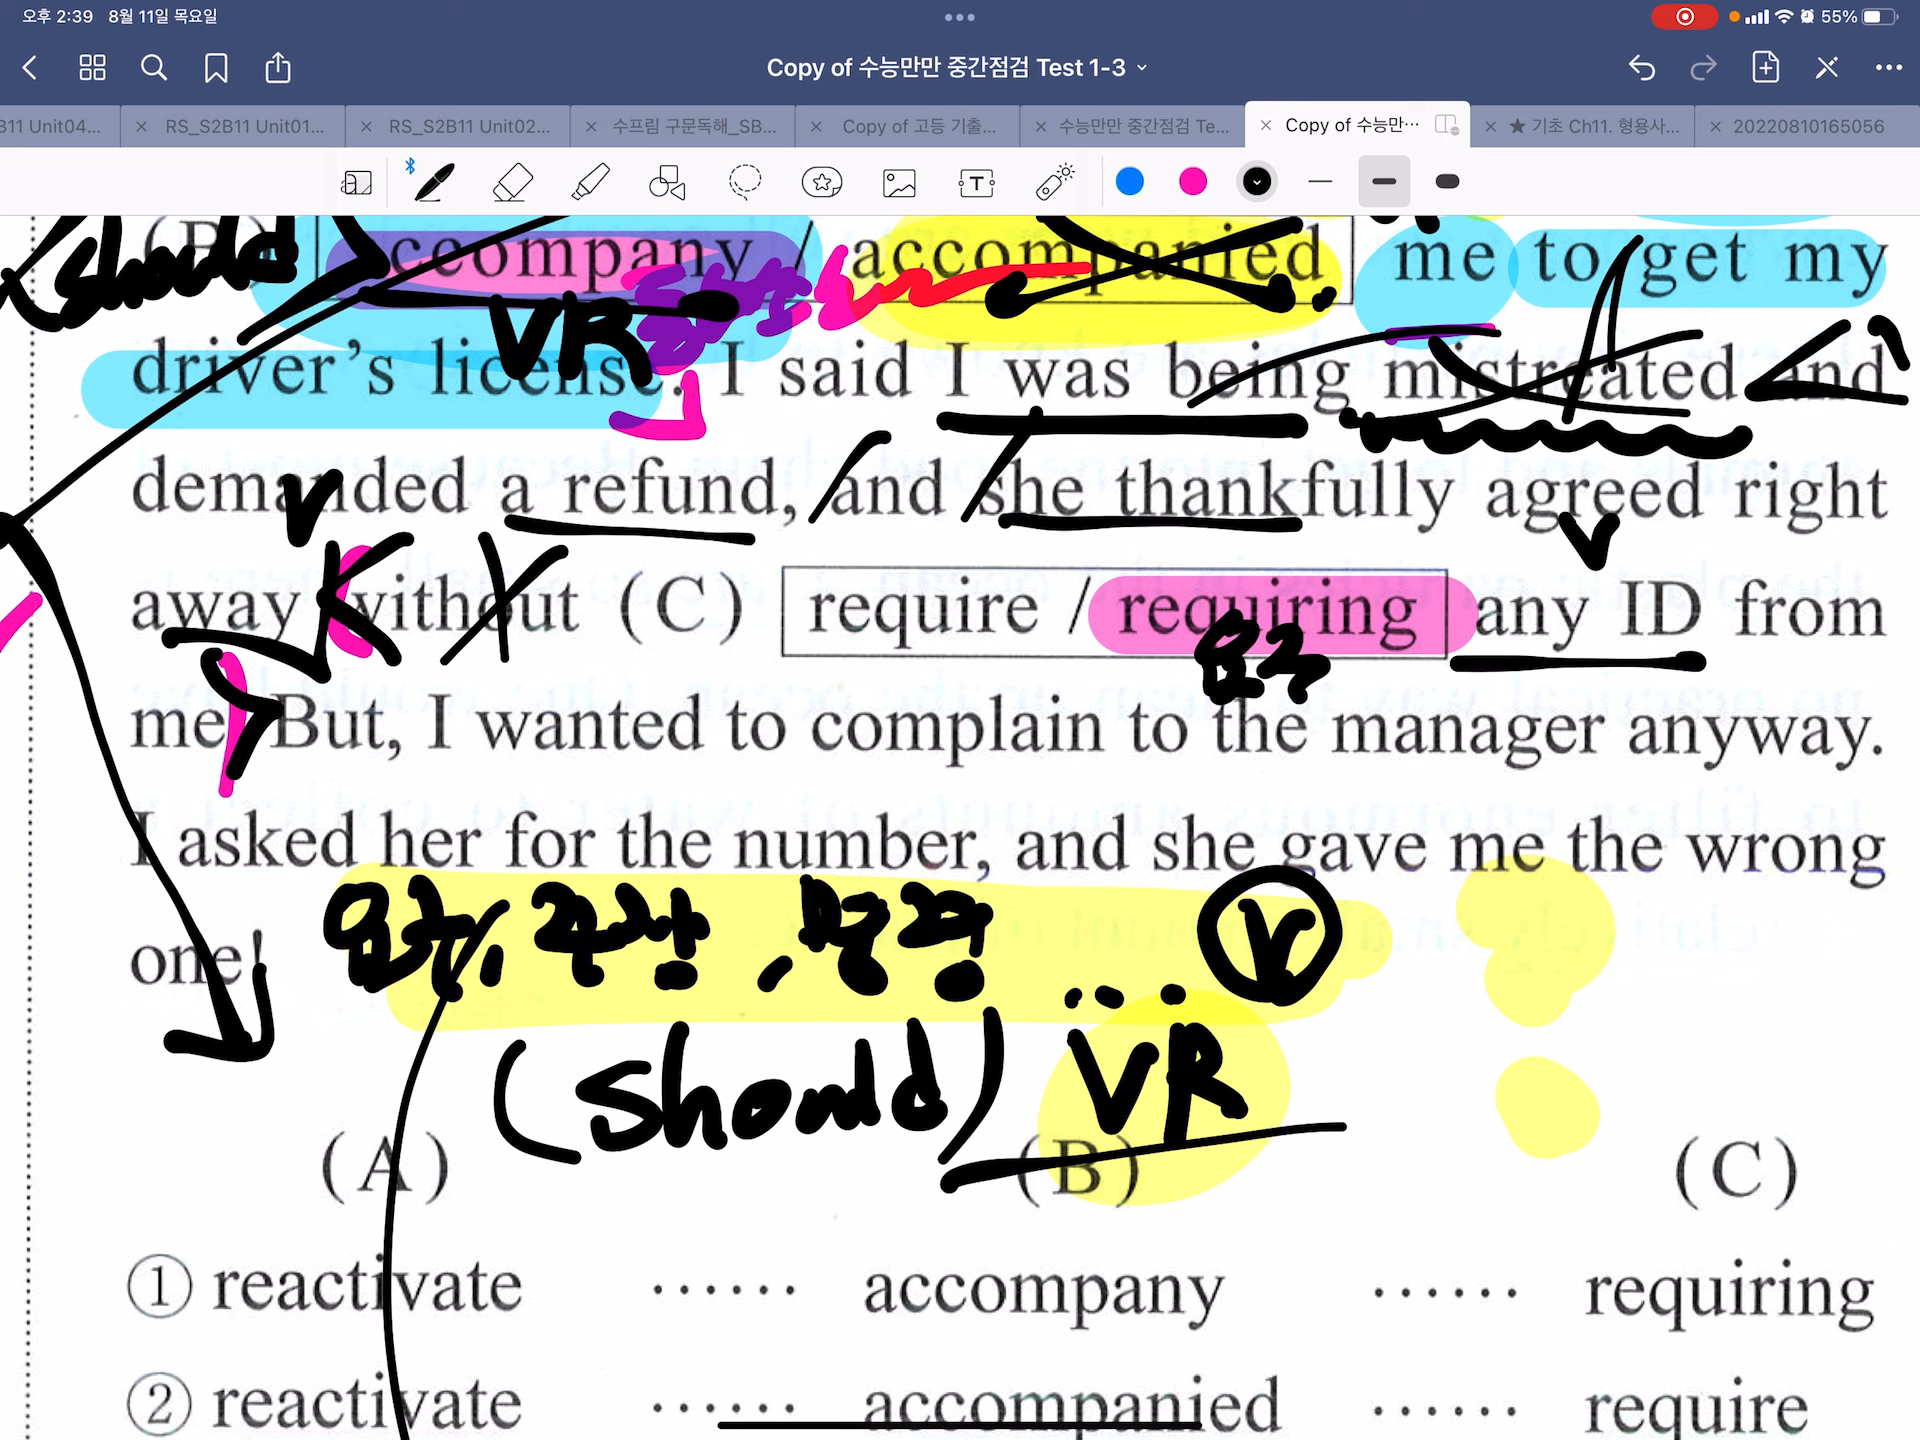 오후 2:39 8월 11일 목요일
55%
Copy of 수능만만 중간점검 Test 1-3
B11 Unit04...
RS_S2B11 Unit01...
RS_S2B11 Unit02...
수프림 구문독해_SB...
Copy of 고등 기출...
수능만만 중간점검 Te...
Copy of 수능만...
★ 기초 Ch11. 형용사...
20220810165056
(should)
(B) accompany / accompanied me to get my
VR
driver's license. I said I was being mistreated and
demanded a refund, and she thankfully agreed right
away without (C) require / requiring any ID from
요구
me. But, I wanted to complain to the manager anyway.
I asked her for the number, and she gave me the wrong
one!
요구, 주장, 명령
V
(should) VR
(A) (B) (C)
① reactivate ...... accompany ...... requiring
② reactivate ...... accompanied ...... require